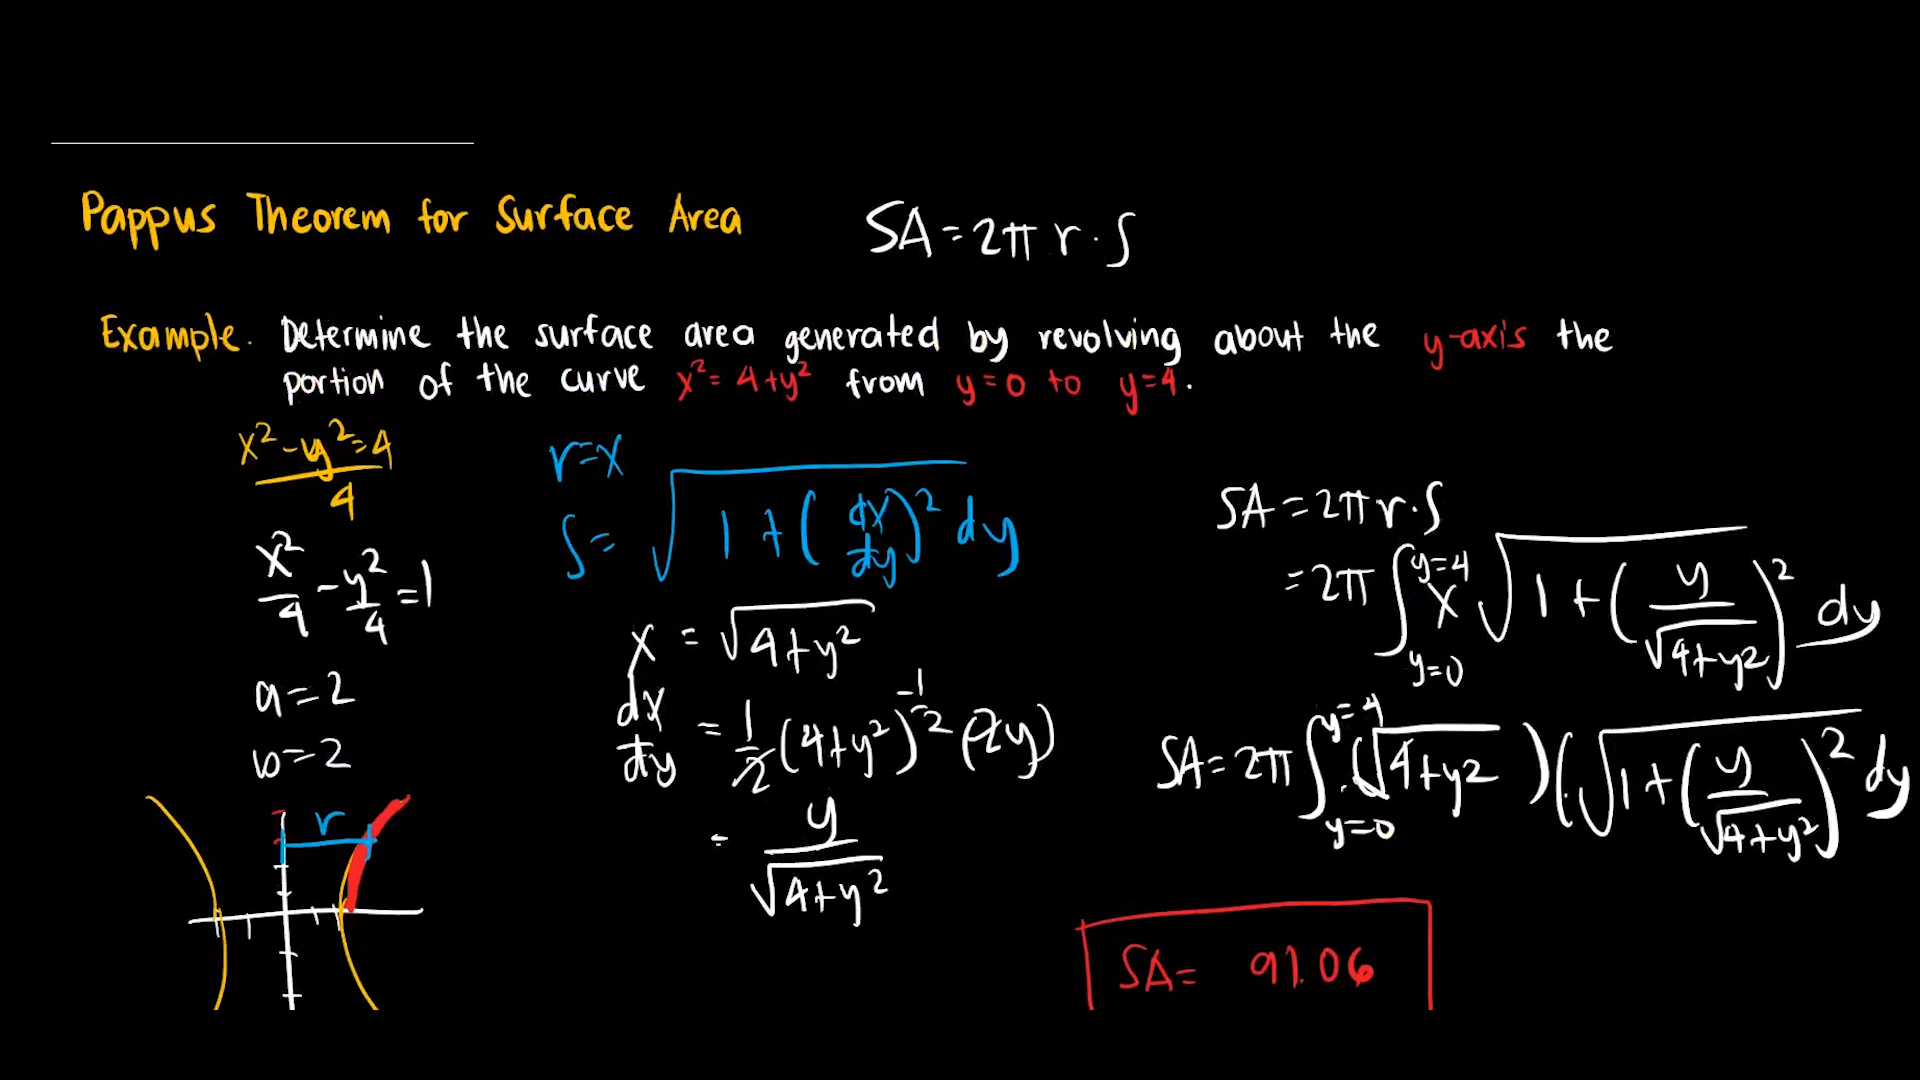 Pappus Theorem for Surface Area
SA = 2π r · S
Example. Determine the surface area generated by revolving about the y-axis the
portion of the curve x² = 4+y² from y=0 to y=4.
x² - y² = 4
4
x²/4 - y²/4 = 1
a = 2
b = 2
r
r = x
S = √(1 + (dx/dy)²) dy
x = √(4+y²)
dx/dy = 1/2 (4+y²)^(-1/2) (2y)
= y/√(4+y²)
SA = 2π r · S
= 2π ∫_{y=0}^{y=4} x √(1 + (y/√(4+y²))²) dy
SA = 2π ∫_{y=0}^{y=4} (√(4+y²)) (√(1 + (y/√(4+y²))²) dy
SA = 91.06